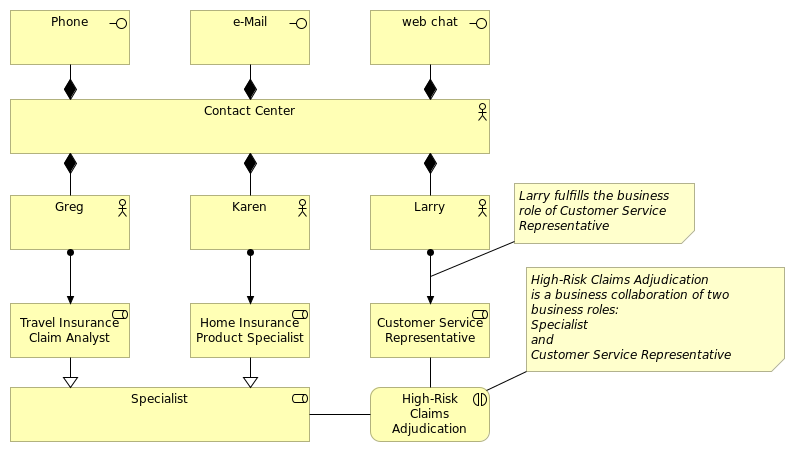 Phone
e-Mail
web chat
Contact Center
Greg
Karen
Larry
Larry fulfills the business
role of Customer Service
Representative
High-Risk Claims Adjudication
is a business collaboration of two
business roles:
Specialist
and
Customer Service Representative
Travel Insurance
Claim Analyst
Home Insurance
Product Specialist
Customer Service
Representative
Specialist
High-Risk
Claims
Adjudication